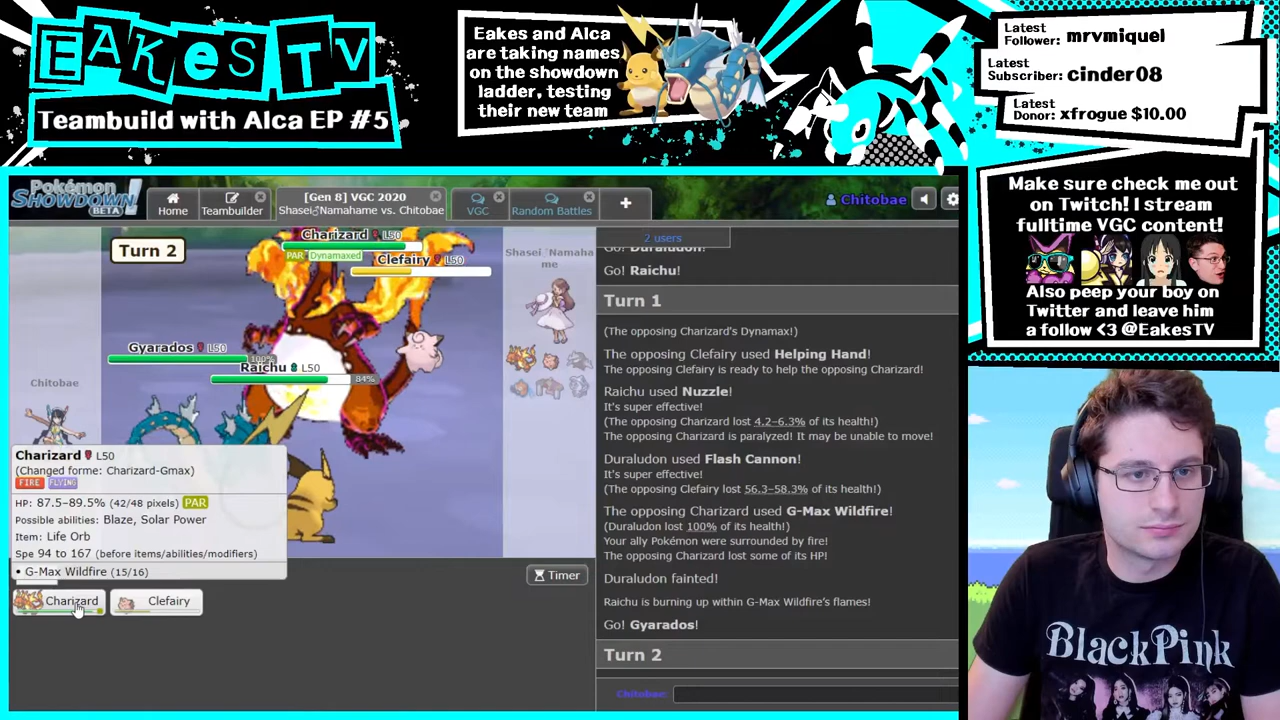 EAKES TV
Teambuild with Alca EP #5
Eakes and Alca
are taking names
on the showdown
ladder, testing
their new team
Latest
Follower: mrvmiquel
Latest
Subscriber: cinder08
Latest
Donor: xfrogue $10.00
Make sure check me out
on Twitch! I stream
fulltime VGC content!
Also peep your boy on
Twitter and leave him
a follow <3 @EakesTV
Pokémon
SHOWDOWN!
BETA
Home
Teambuilder
[Gen 8] VGC 2020
Shasei♂Namahame vs. Chitobae
VGC
Random Battles
+
Chitobae
2 users
Turn 2
Charizard L50
PAR Dynamaxed
Clefairy L50
Gyarados L50
100%
Raichu L50
84%
Chitobae
Charizard L50
(Changed forme: Charizard-Gmax)
FIRE FLYING
HP: 87.5–89.5% (42/48 pixels) PAR
Possible abilities: Blaze, Solar Power
Item: Life Orb
Spe 94 to 167 (before items/abilities/modifiers)
• G-Max Wildfire (15/16)
Charizard
Clefairy
Timer
Go! Duraludon!
Go! Raichu!
Turn 1
(The opposing Charizard's Dynamax!)
The opposing Clefairy used Helping Hand!
The opposing Clefairy is ready to help the opposing Charizard!
Raichu used Nuzzle!
It's super effective!
(The opposing Charizard lost 4.2–6.3% of its health!)
The opposing Charizard is paralyzed! It may be unable to move!
Duraludon used Flash Cannon!
It's super effective!
(The opposing Clefairy lost 56.3–58.3% of its health!)
The opposing Charizard used G-Max Wildfire!
(Duraludon lost 100% of its health!)
Your ally Pokémon were surrounded by fire!
The opposing Charizard lost some of its HP!
Duraludon fainted!
Raichu is burning up within G-Max Wildfire's flames!
Go! Gyarados!
Turn 2
Chitobae:
BLACKPINK